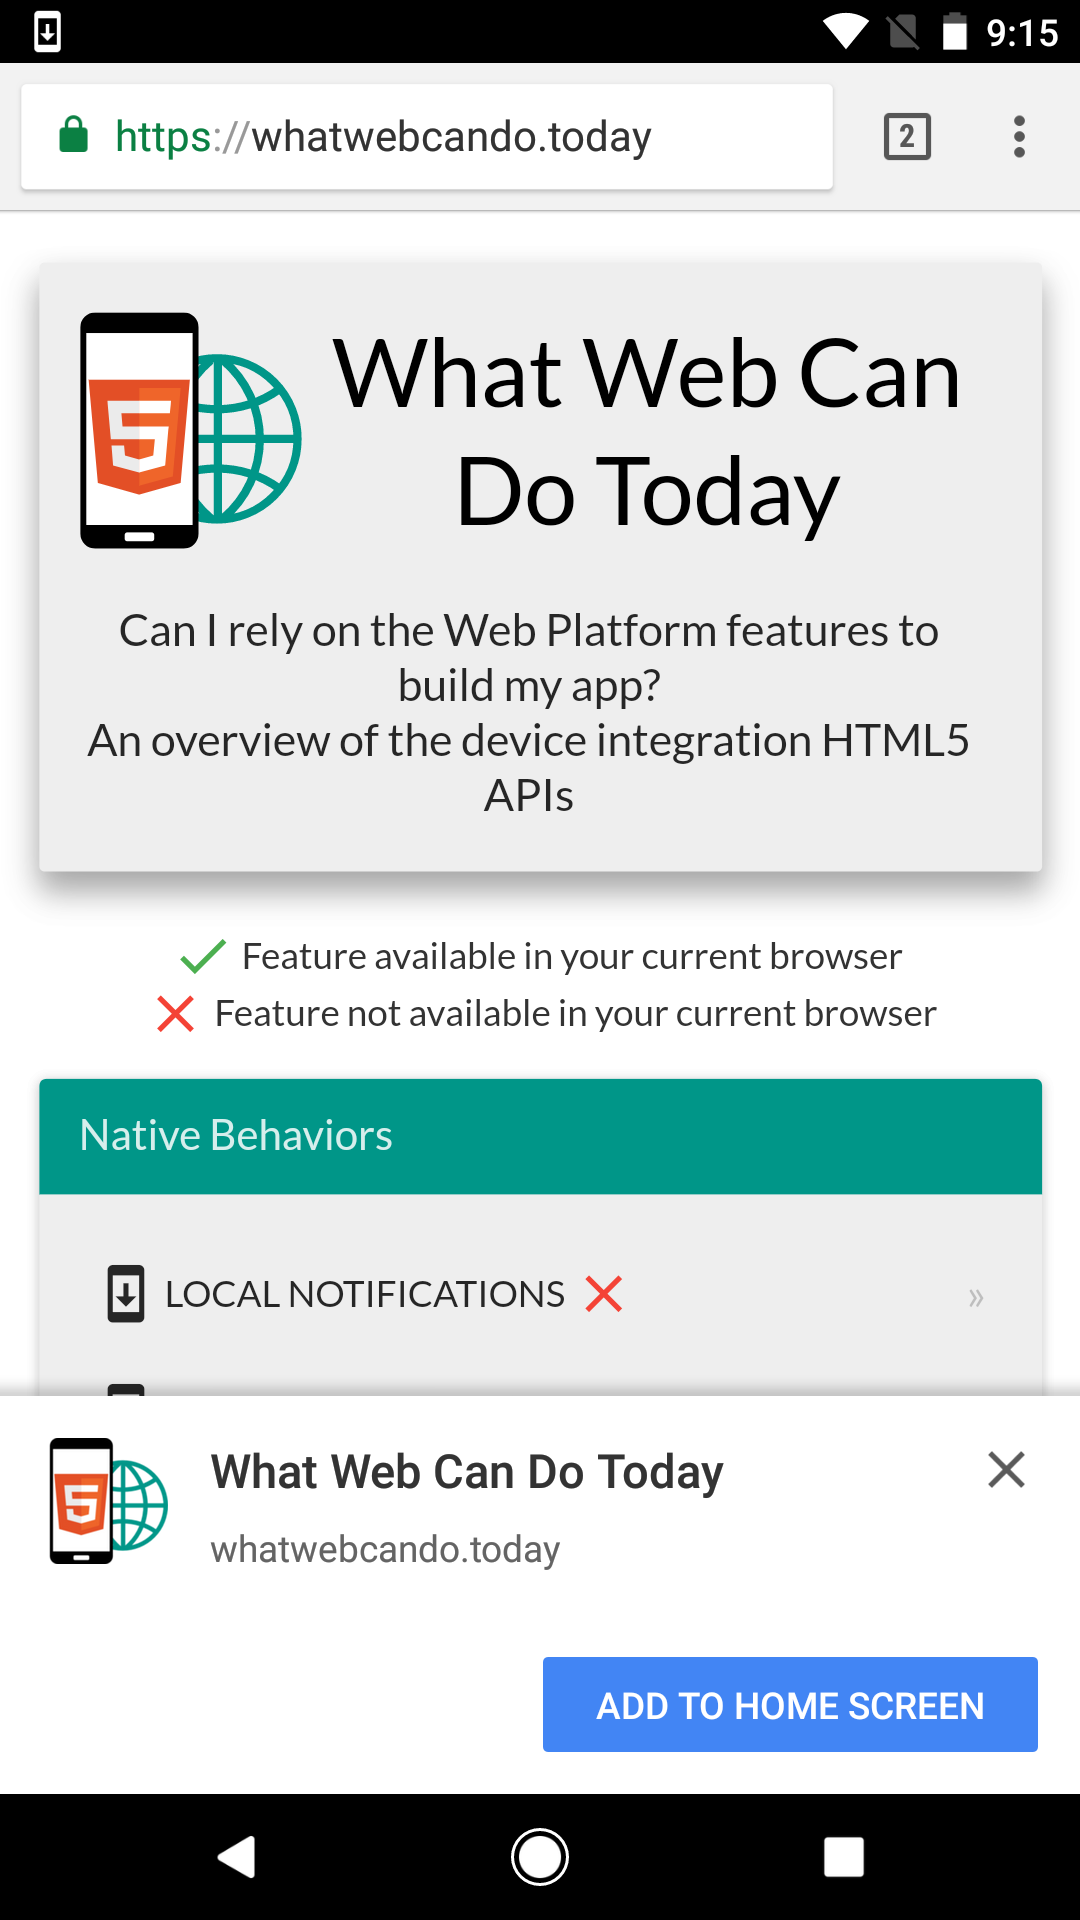 9:15
https://whatwebcando.today
2
What Web Can
Do Today
Can I rely on the Web Platform features to
build my app?
An overview of the device integration HTML5
APIs
Feature available in your current browser
Feature not available in your current browser
Native Behaviors
LOCAL NOTIFICATIONS
»
What Web Can Do Today
whatwebcando.today
ADD TO HOME SCREEN